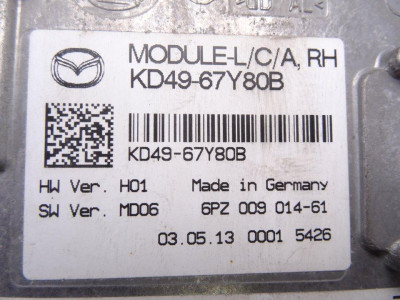 MODULE-L/C/A, RH
KD49-67Y80B
KD49-67Y80B
HW Ver. H01 Made in Germany
SW Ver. MD06 6PZ 009 014-61
03.05.13 0001 5426